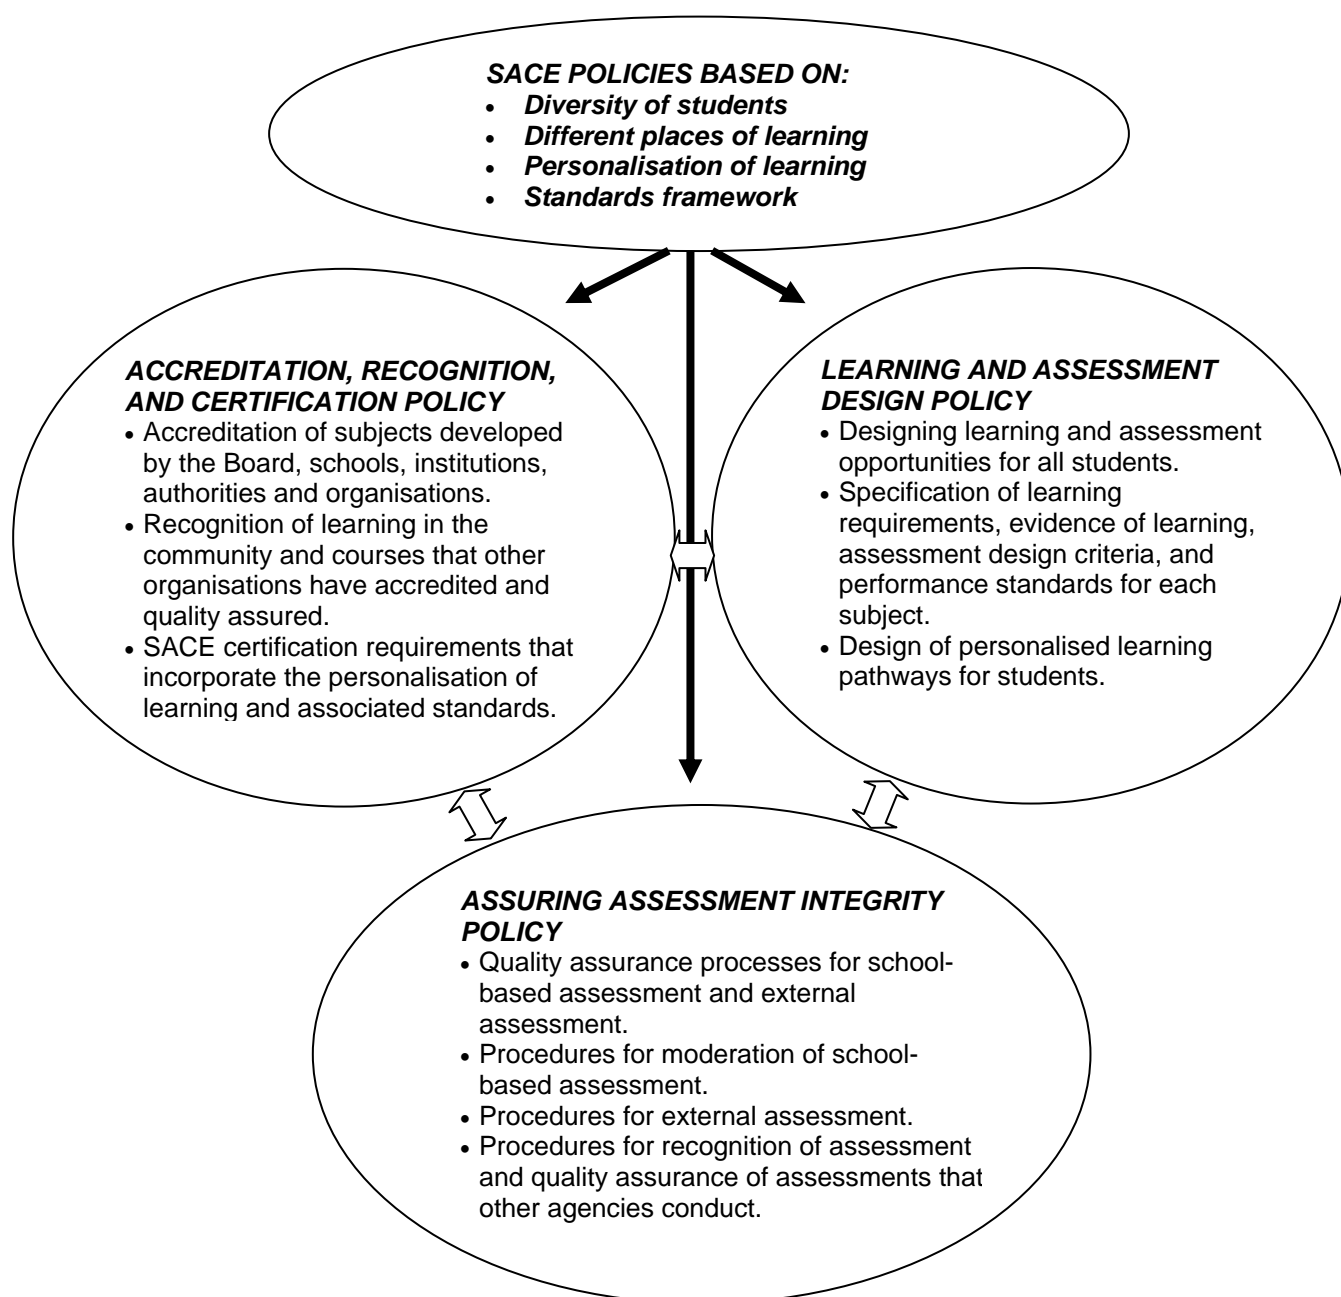 SACE POLICIES BASED ON:
• Diversity of students
• Different places of learning
• Personalisation of learning
• Standards framework
ACCREDITATION, RECOGNITION,
AND CERTIFICATION POLICY
• Accreditation of subjects developed
by the Board, schools, institutions,
authorities and organisations.
• Recognition of learning in the
community and courses that other
organisations have accredited and
quality assured.
• SACE certification requirements that
incorporate the personalisation of
learning and associated standards.
LEARNING AND ASSESSMENT
DESIGN POLICY
• Designing learning and assessment
opportunities for all students.
• Specification of learning
requirements, evidence of learning,
assessment design criteria, and
performance standards for each
subject.
• Design of personalised learning
pathways for students.
ASSURING ASSESSMENT INTEGRITY
POLICY
• Quality assurance processes for school-
based assessment and external
assessment.
• Procedures for moderation of school-
based assessment.
• Procedures for external assessment.
• Procedures for recognition of assessment
and quality assurance of assessments that
other agencies conduct.